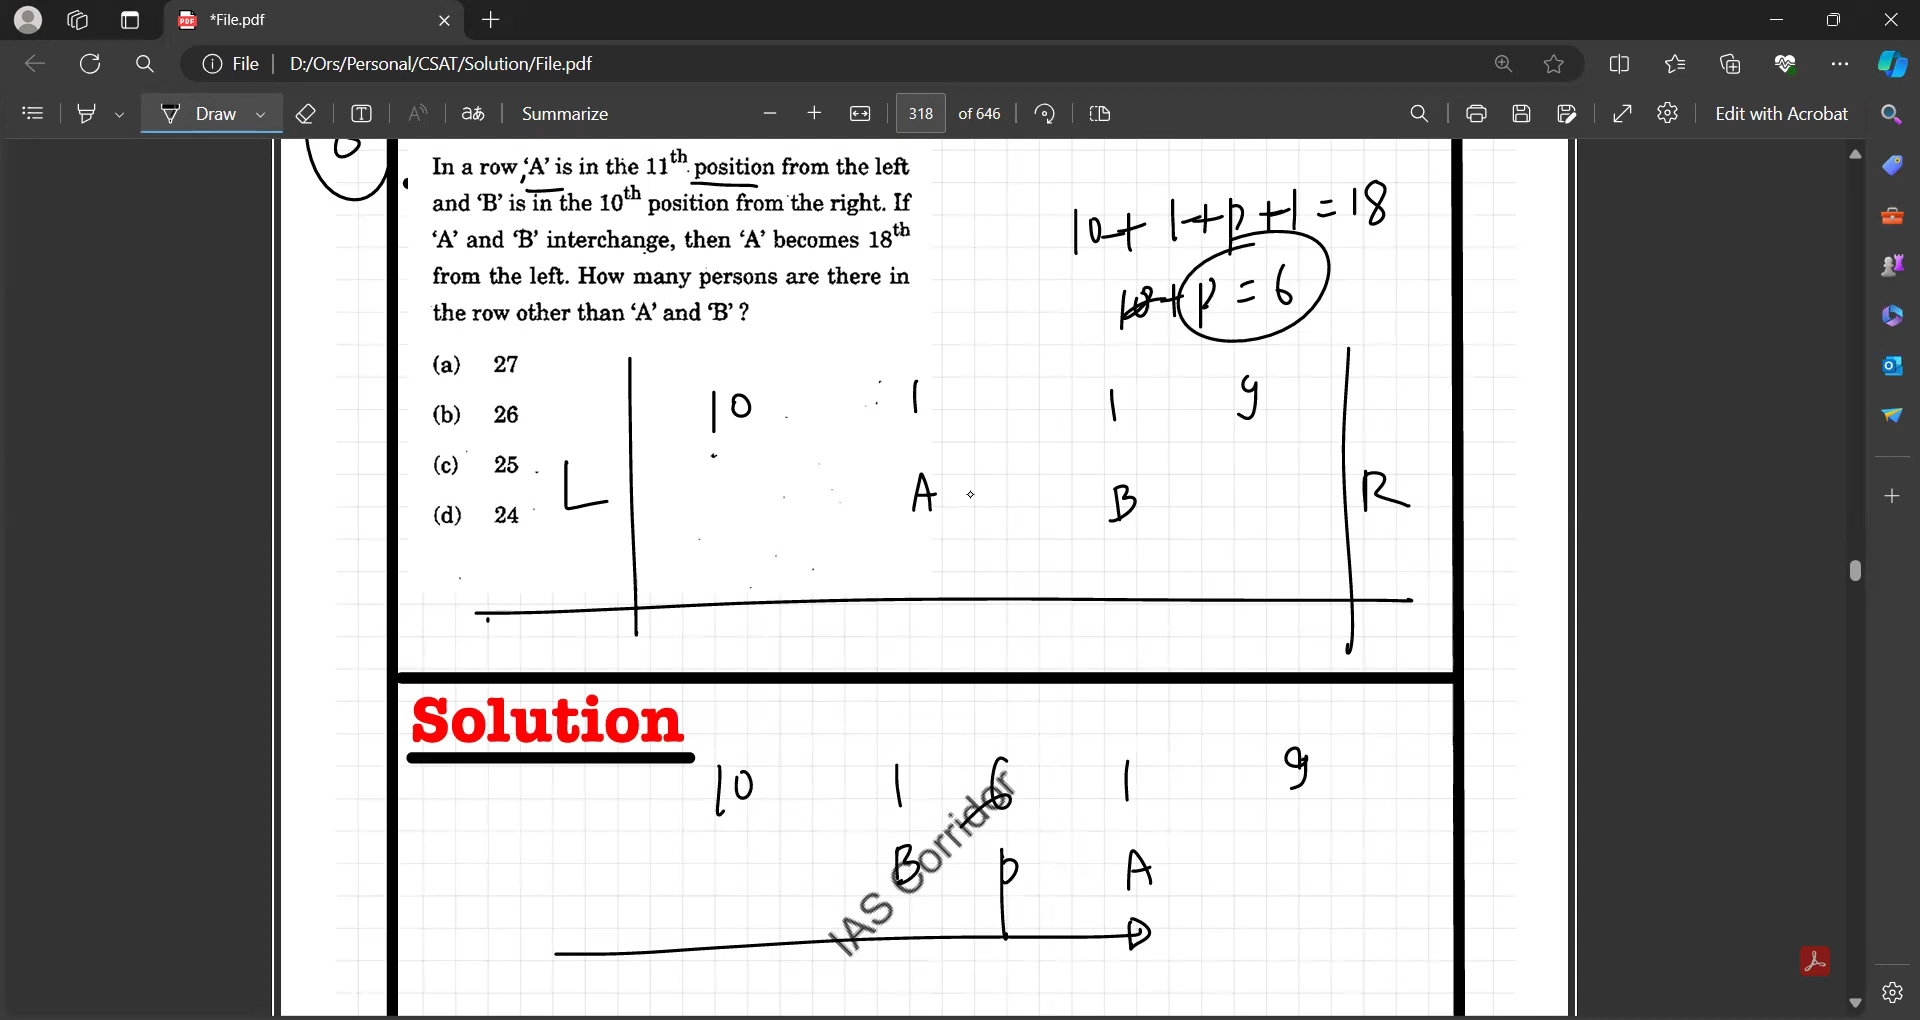 *File.pdf
File
D:/Ors/Personal/CSAT/Solution/File.pdf
Draw
aあ
Summarize
318 of 646
Edit with Acrobat
In a row 'A' is in the 11th position from the left
and 'B' is in the 10th position from the right. If
'A' and 'B' interchange, then 'A' becomes 18th
from the left. How many persons are there in
the row other than 'A' and 'B' ?
(a) 27
(b) 26
(c) 25
(d) 24
10 + 1 + p + 1 = 18
p = 6
10 1 1 9
L A B R
Solution
10 1 6 1 9
B p A
IAS Corridor